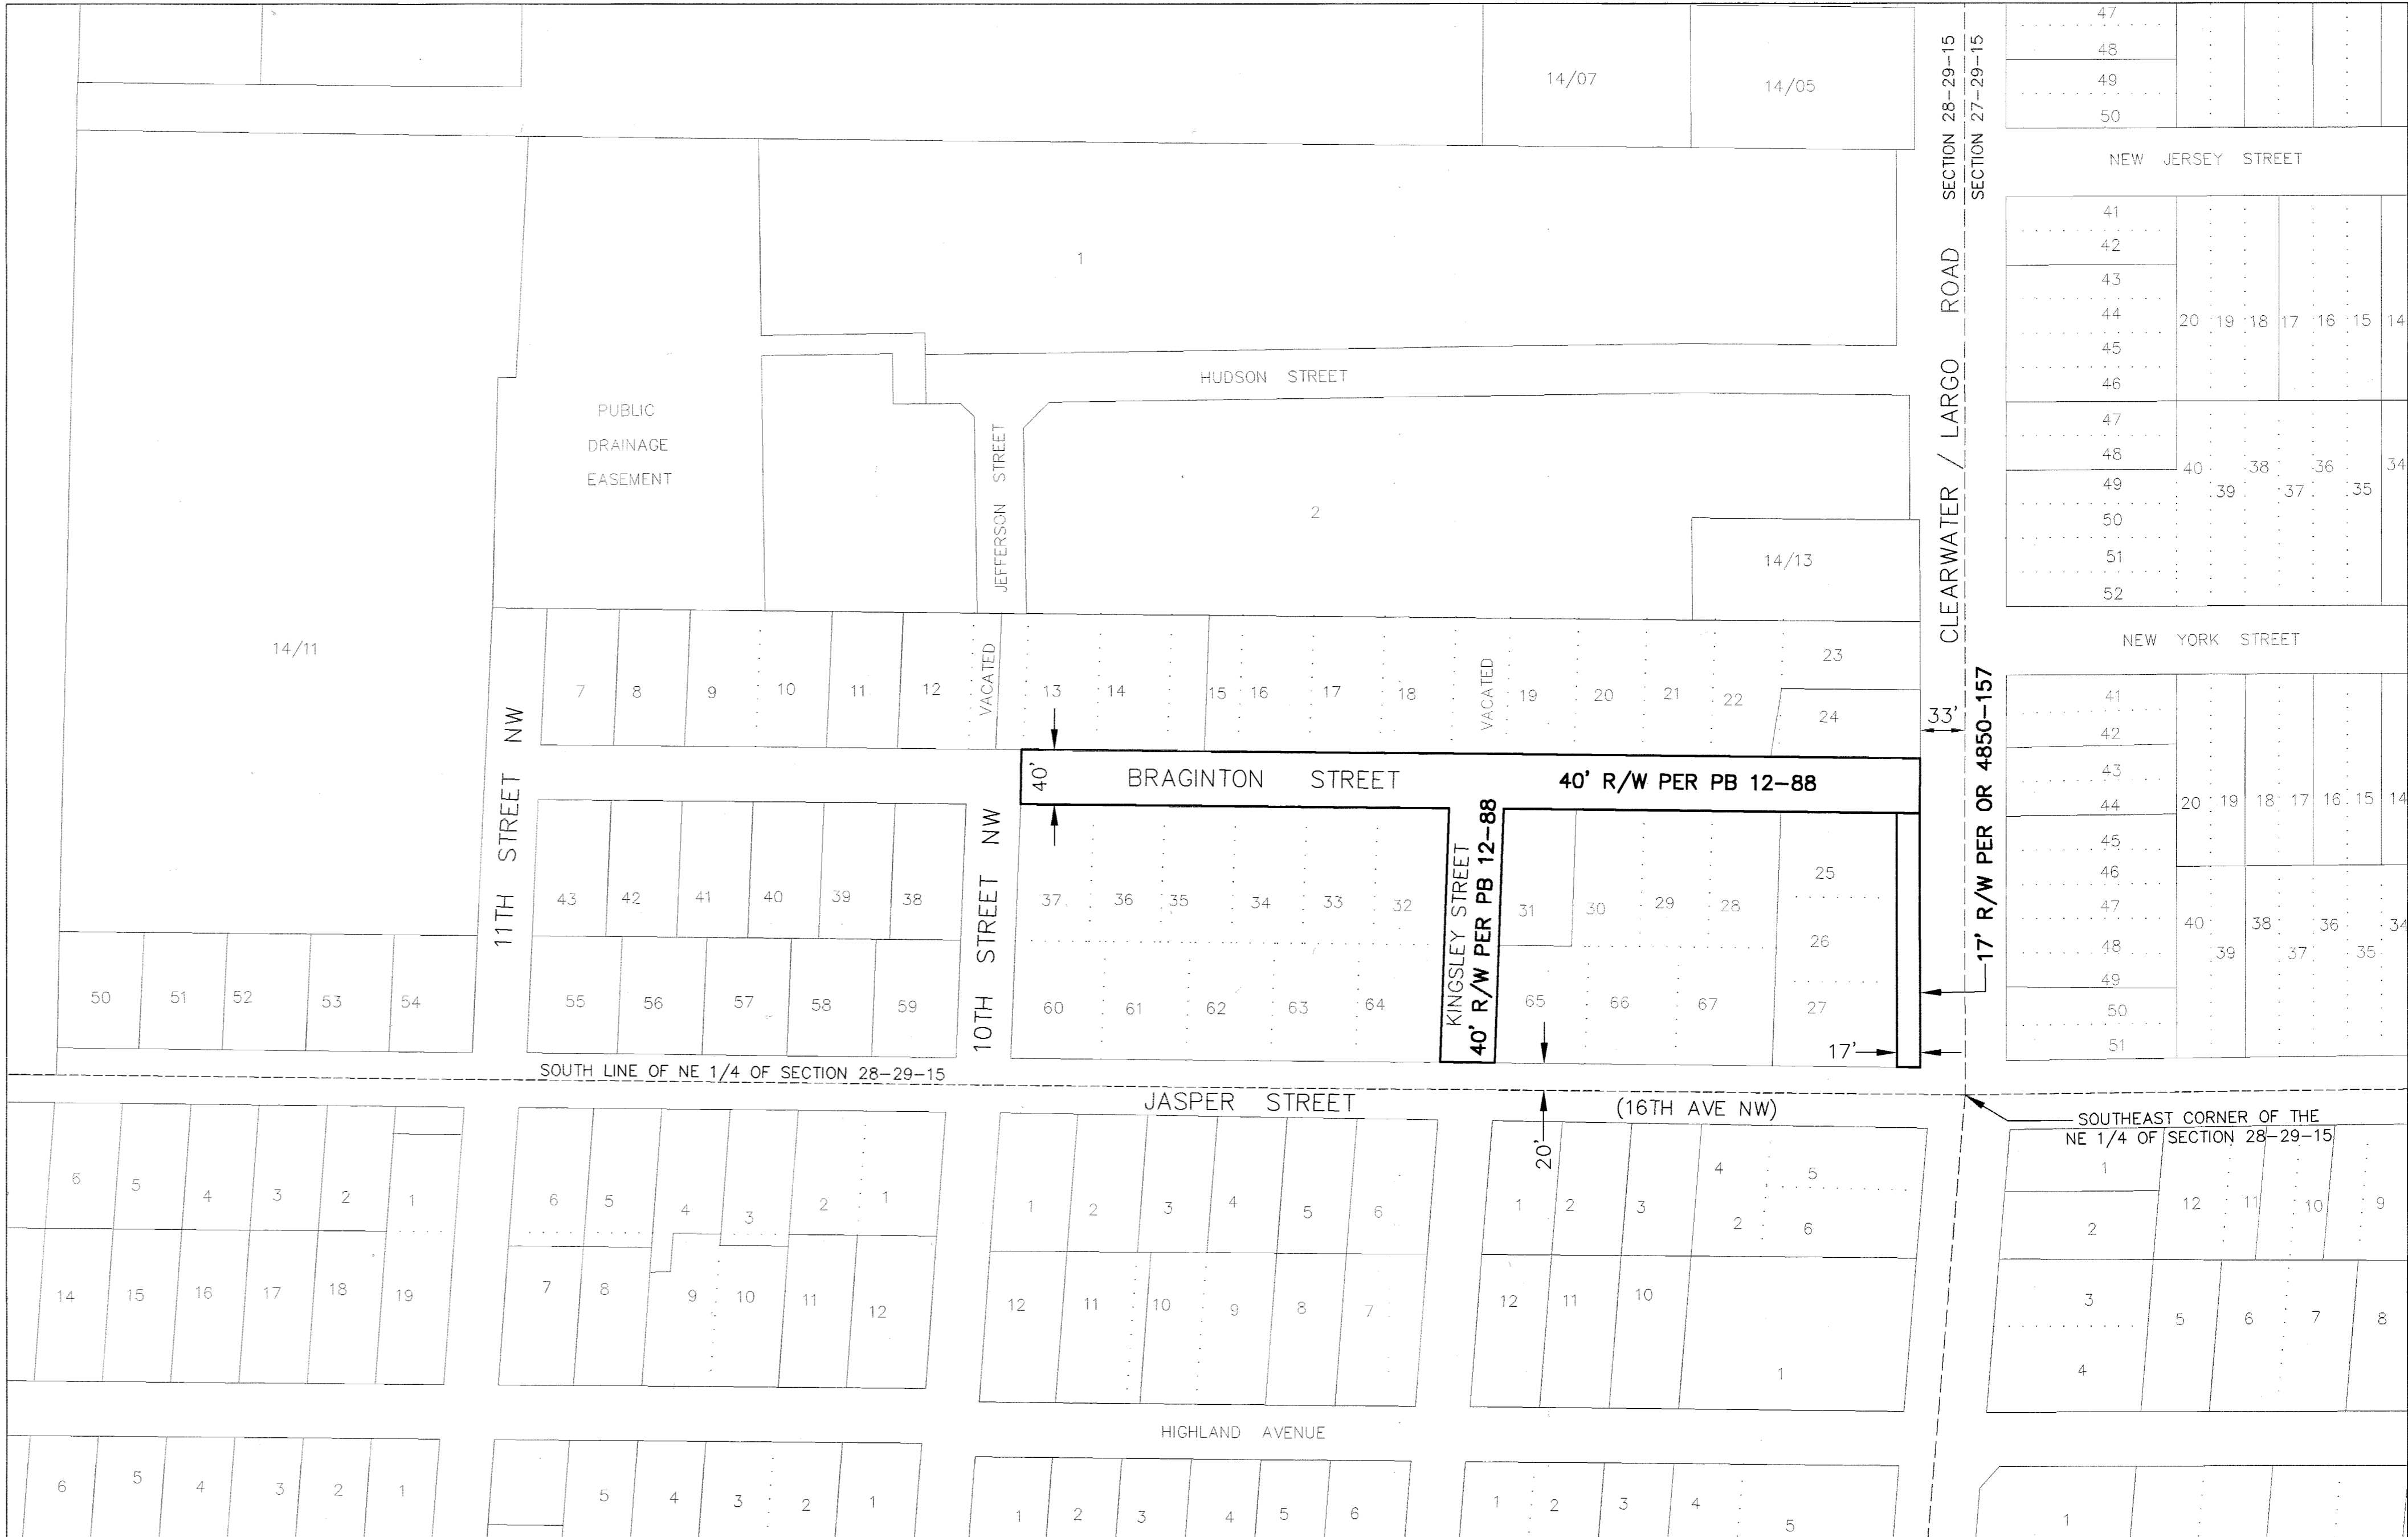 14/07
14/05
SECTION 28-29-15
SECTION 27-29-15
47
48
49
50
NEW JERSEY STREET
41
42
43
44
45
46
20 19 18 17 16 15 14
1
HUDSON STREET
CLEARWATER / LARGO ROAD
PUBLIC
DRAINAGE
EASEMENT
JEFFERSON STREET
2
14/13
47
48
49
50
51
52
40 38 36 34
39 37 35
NEW YORK STREET
14/11
7 8 9 10 11 12
VACATED
13 14 15 16 17 18
VACATED
19 20 21 22
23
24
33'
17' R/W PER OR 4850-157
11TH STREET NW
40'
BRAGINTON STREET
40' R/W PER PB 12-88
41
42
43
44
45
46
47
48
49
50
51
20 19 18 17 16 15 14
40 38 36 34
39 37 35
10TH STREET NW
43 42 41 40 39 38
37 36 35 34 33 32
KINGSLEY STREET
40' R/W PER PB 12-88
31 30 29 28
25
26
27
50 51 52 53 54
55 56 57 58 59
60 61 62 63 64
65 66 67
17'
SOUTH LINE OF NE 1/4 OF SECTION 28-29-15
JASPER STREET
(16TH AVE NW)
20'
SOUTHEAST CORNER OF THE
NE 1/4 OF SECTION 28-29-15
6 5 4 3 2 1
14 15 16 17 18 19
6 5 4 3 2 1
7 8 9 10 11 12
1 2 3 4 5 6
12 11 10 9 8 7
1 2 3 4 5
2 6
12 11 10
1
1
2
12 11 10 9
3
4
5 6 7 8
HIGHLAND AVENUE
6 5 4 3 2 1
5 4 3 2 1
1 2 3 4 5 6
1 2 3 4 5
1